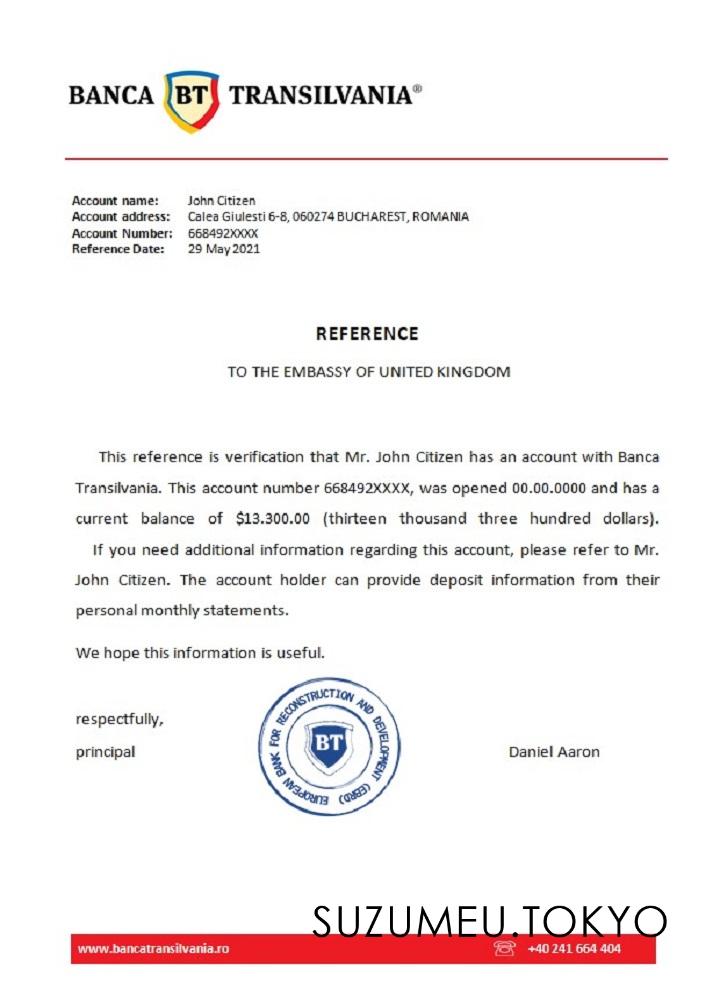 BANCA BT TRANSILVANIA®
Account name: John Citizen
Account address: Calea Giulesti 6-8, 060274 BUCHAREST, ROMANIA
Account Number: 668492XXXX
Reference Date: 29 May 2021
REFERENCE
TO THE EMBASSY OF UNITED KINGDOM
This reference is verification that Mr. John Citizen has an account with Banca
Transilvania. This account number 668492XXXX, was opened 00.00.0000 and has a
current balance of $13.300.00 (thirteen thousand three hundred dollars).
If you need additional information regarding this account, please refer to Mr.
John Citizen. The account holder can provide deposit information from their
personal monthly statements.
We hope this information is useful.
respectfully,
principal
EUROPEAN BANK FOR RECONSTRUCTION AND DEVELOPMENT (EBRD)
BT
Daniel Aaron
SUZUMEU.TOKYO
www.bancatransilvania.ro
+40 241 664 404